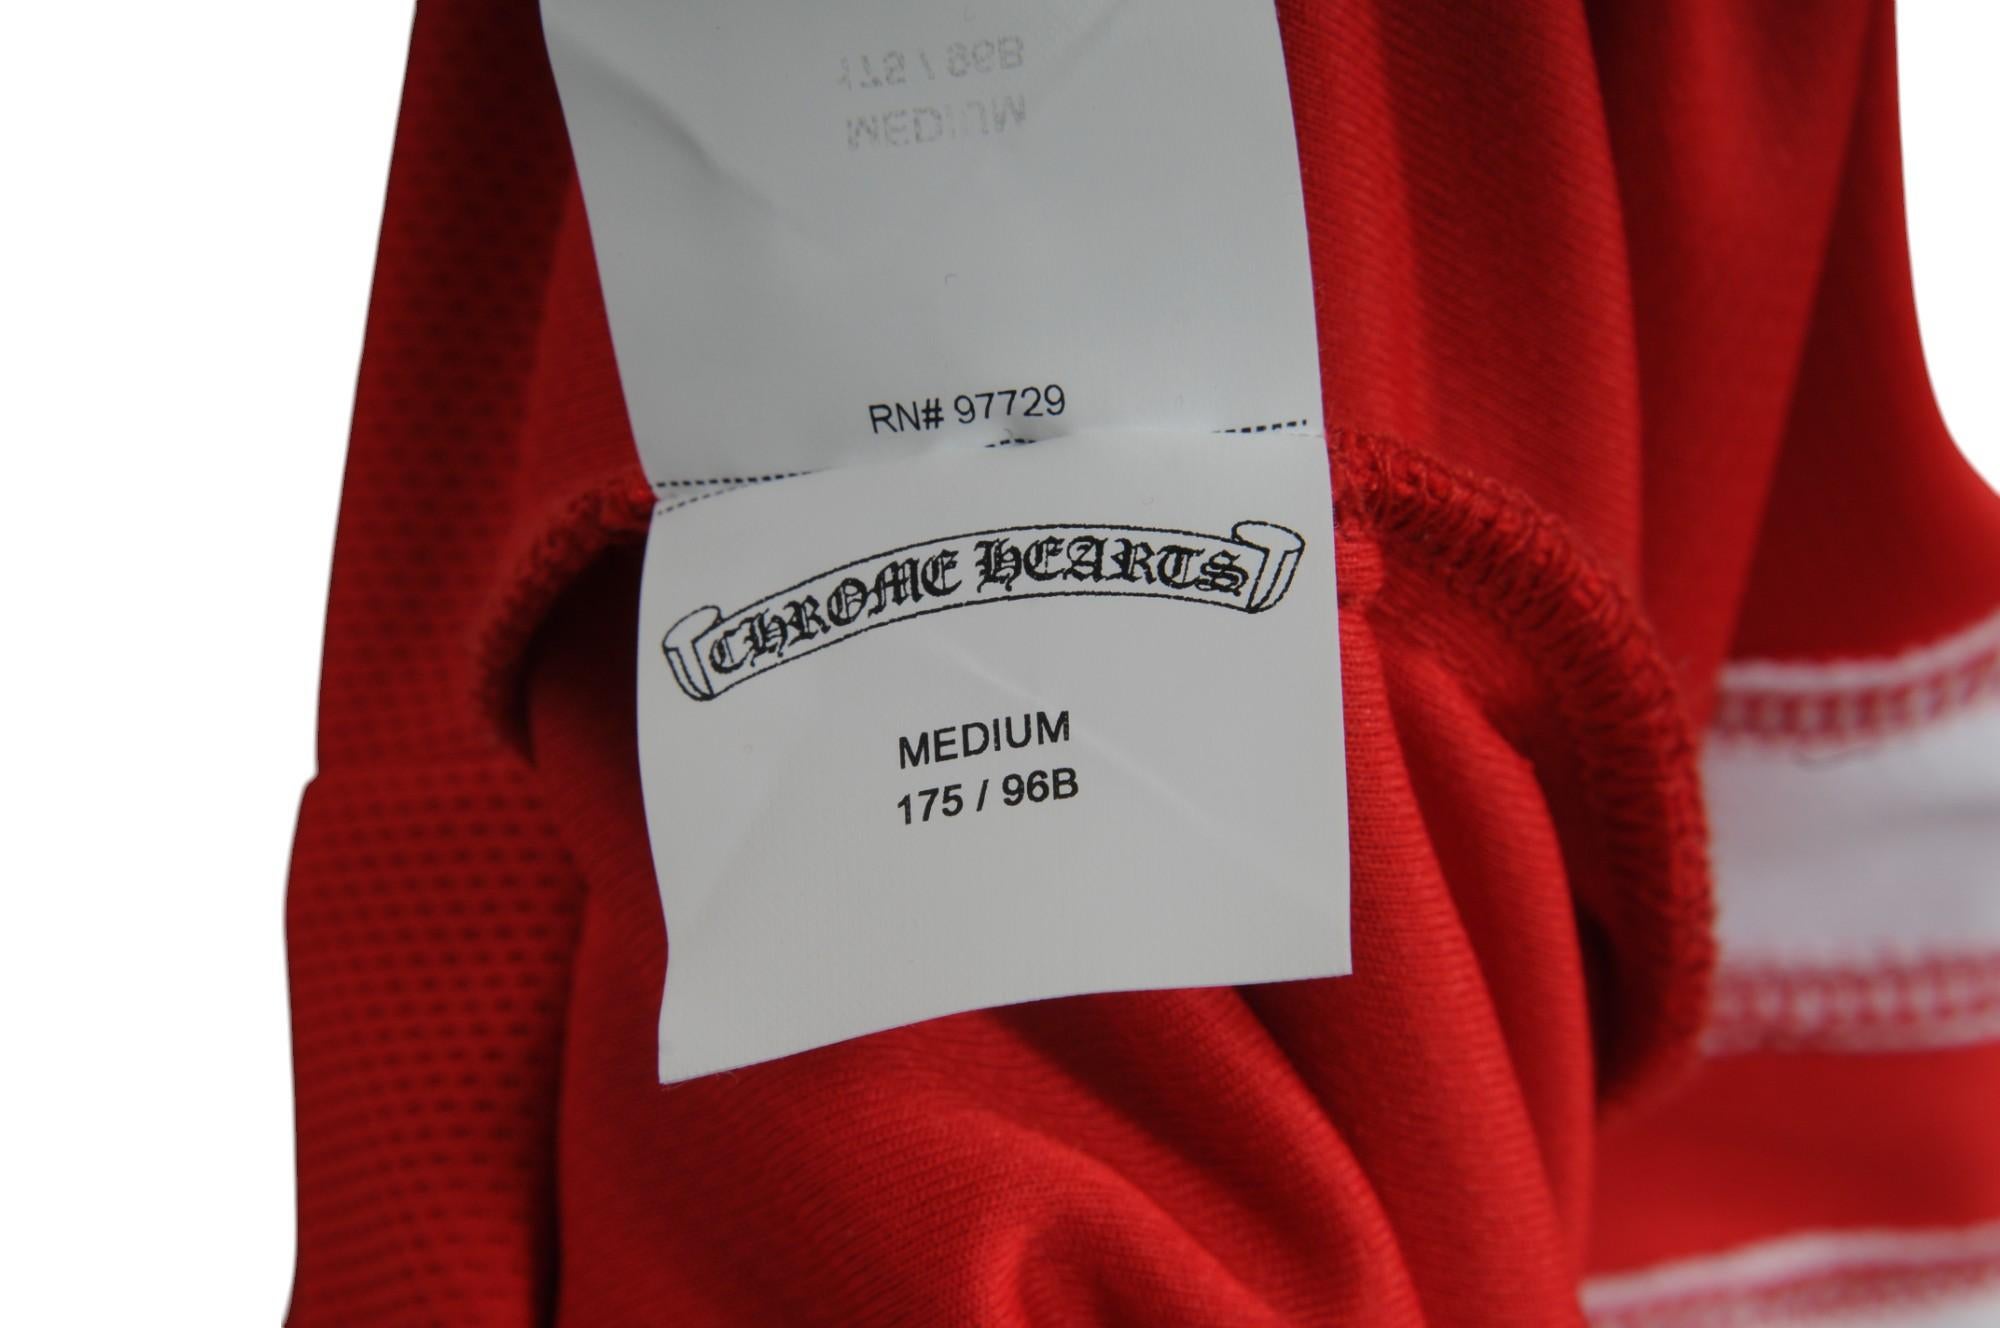 175 / 96B
MEDIUM
RN# 97729
CHROME HEARTS
MEDIUM
175 / 96B